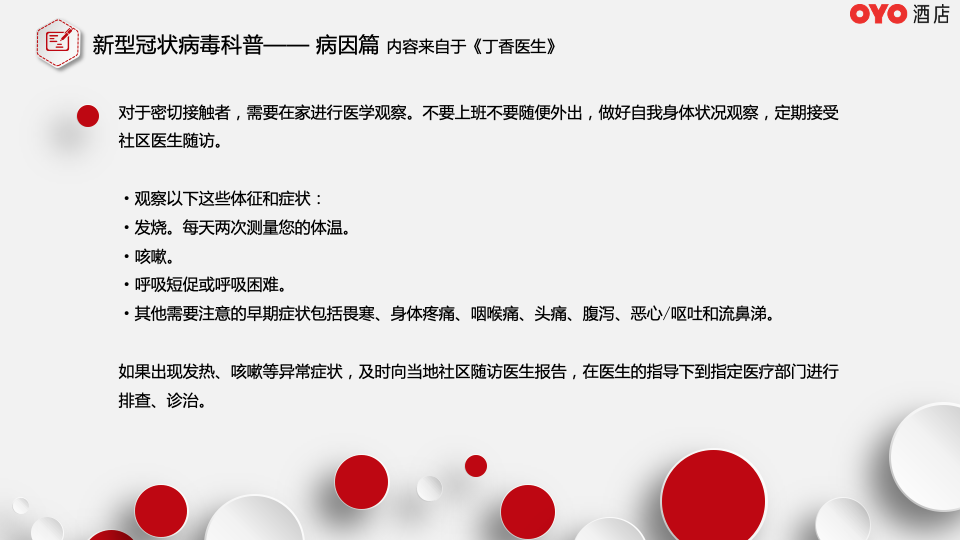 OYO 酒店
新型冠状病毒科普—— 病因篇 内容来自于《丁香医生》
对于密切接触者，需要在家进行医学观察。不要上班不要随便外出，做好自我身体状况观察，定期接受
社区医生随访。
•观察以下这些体征和症状：
•发烧。每天两次测量您的体温。
•咳嗽。
•呼吸短促或呼吸困难。
•其他需要注意的早期症状包括畏寒、身体疼痛、咽喉痛、头痛、腹泻、恶心/呕吐和流鼻涕。
如果出现发热、咳嗽等异常症状，及时向当地社区随访医生报告，在医生的指导下到指定医疗部门进行
排查、诊治。